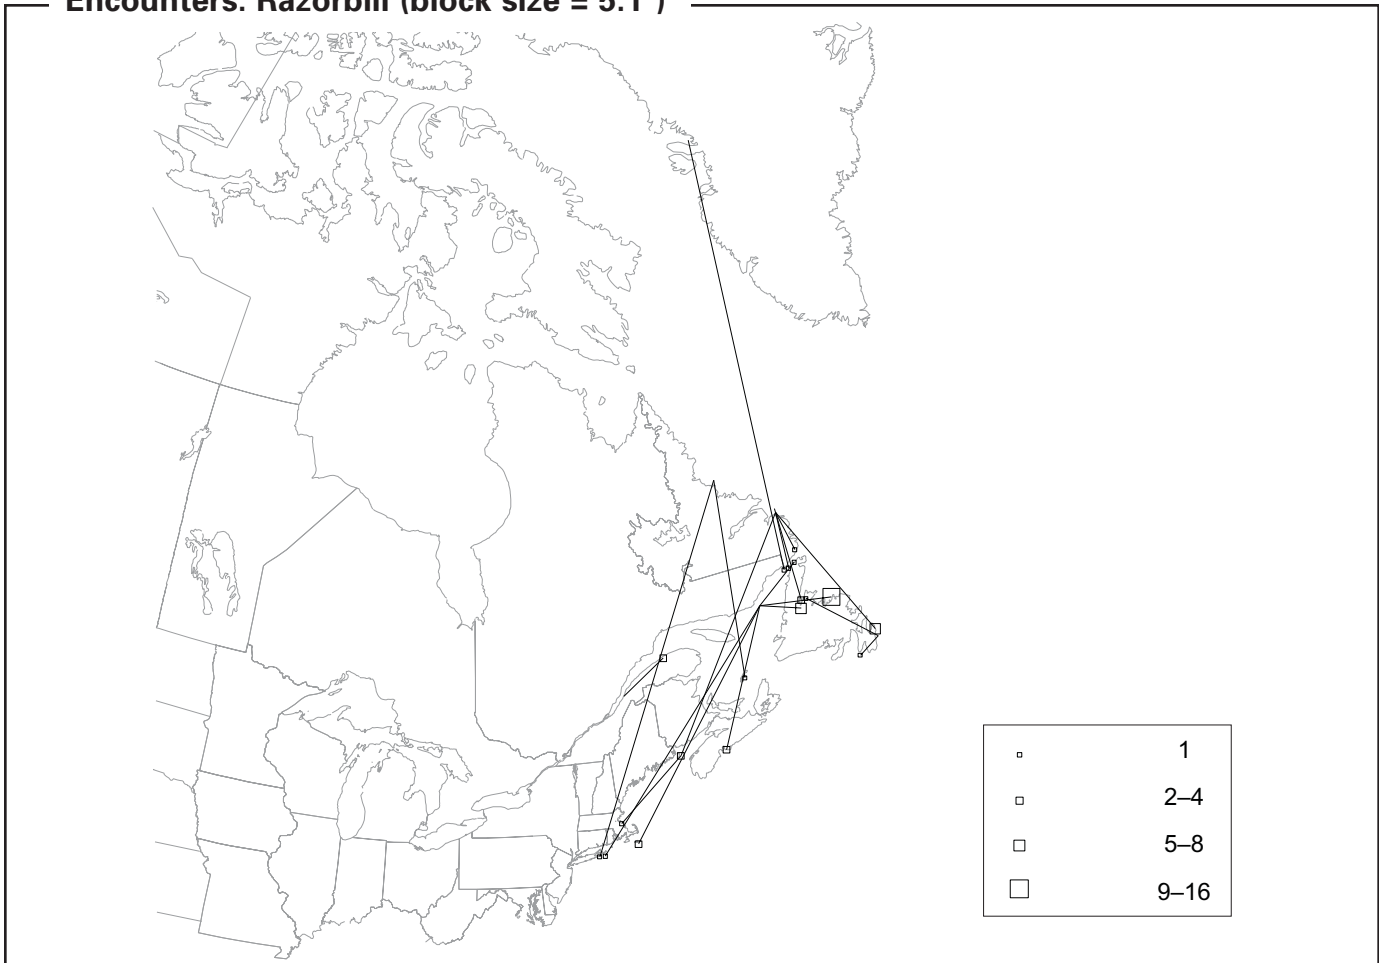 Encounters: Razorbill (block size = 5.1°)
1
2–4
5–8
9–16